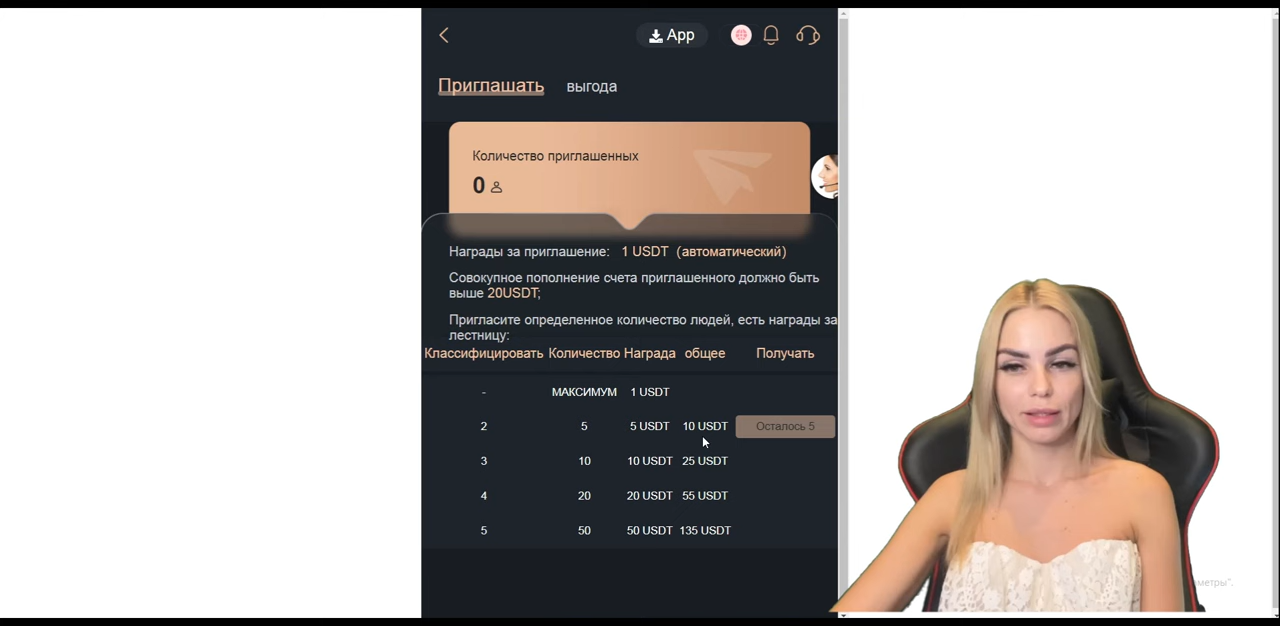 App
Приглашать выгода
Количество приглашенных
0
Награды за приглашение: 1 USDT (автоматический)
Совокупное пополнение счета приглашенного должно быть
выше 20USDT;
Пригласите определенное количество людей, есть награды за
лестницу:
Классифицировать Количество Награда общее Получать
- МАКСИМУМ 1 USDT
2 5 5 USDT 10 USDT Осталось 5
3 10 10 USDT 25 USDT
4 20 20 USDT 55 USDT
5 50 50 USDT 135 USDT